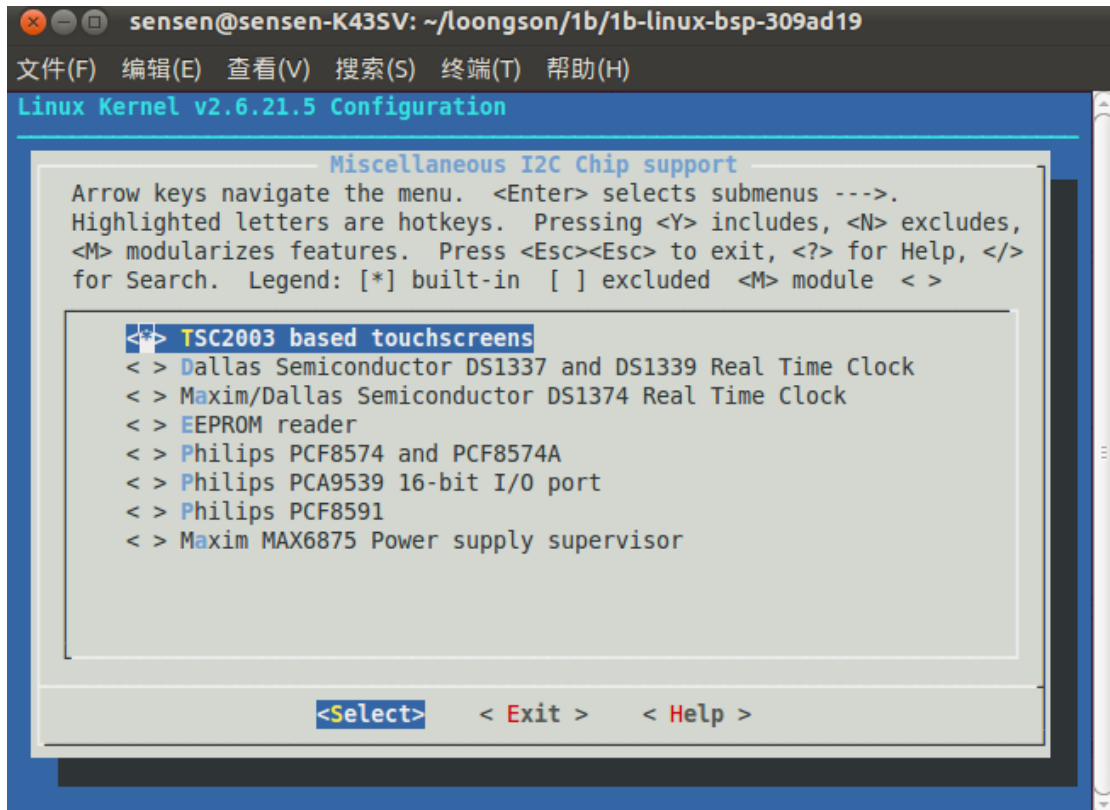 sensen@sensen-K43SV: ~/loongson/1b/1b-linux-bsp-309ad19
文件(F) 编辑(E) 查看(V) 搜索(S) 终端(T) 帮助(H)
Linux Kernel v2.6.21.5 Configuration
Miscellaneous I2C Chip support
Arrow keys navigate the menu. <Enter> selects submenus --->.
Highlighted letters are hotkeys. Pressing <Y> includes, <N> excludes,
<M> modularizes features. Press <Esc><Esc> to exit, <?> for Help, </>
for Search. Legend: [*] built-in [ ] excluded <M> module < >
<*> TSC2003 based touchscreens
< > Dallas Semiconductor DS1337 and DS1339 Real Time Clock
< > Maxim/Dallas Semiconductor DS1374 Real Time Clock
< > EEPROM reader
< > Philips PCF8574 and PCF8574A
< > Philips PCA9539 16-bit I/O port
< > Philips PCF8591
< > Maxim MAX6875 Power supply supervisor
<Select> < Exit > < Help >